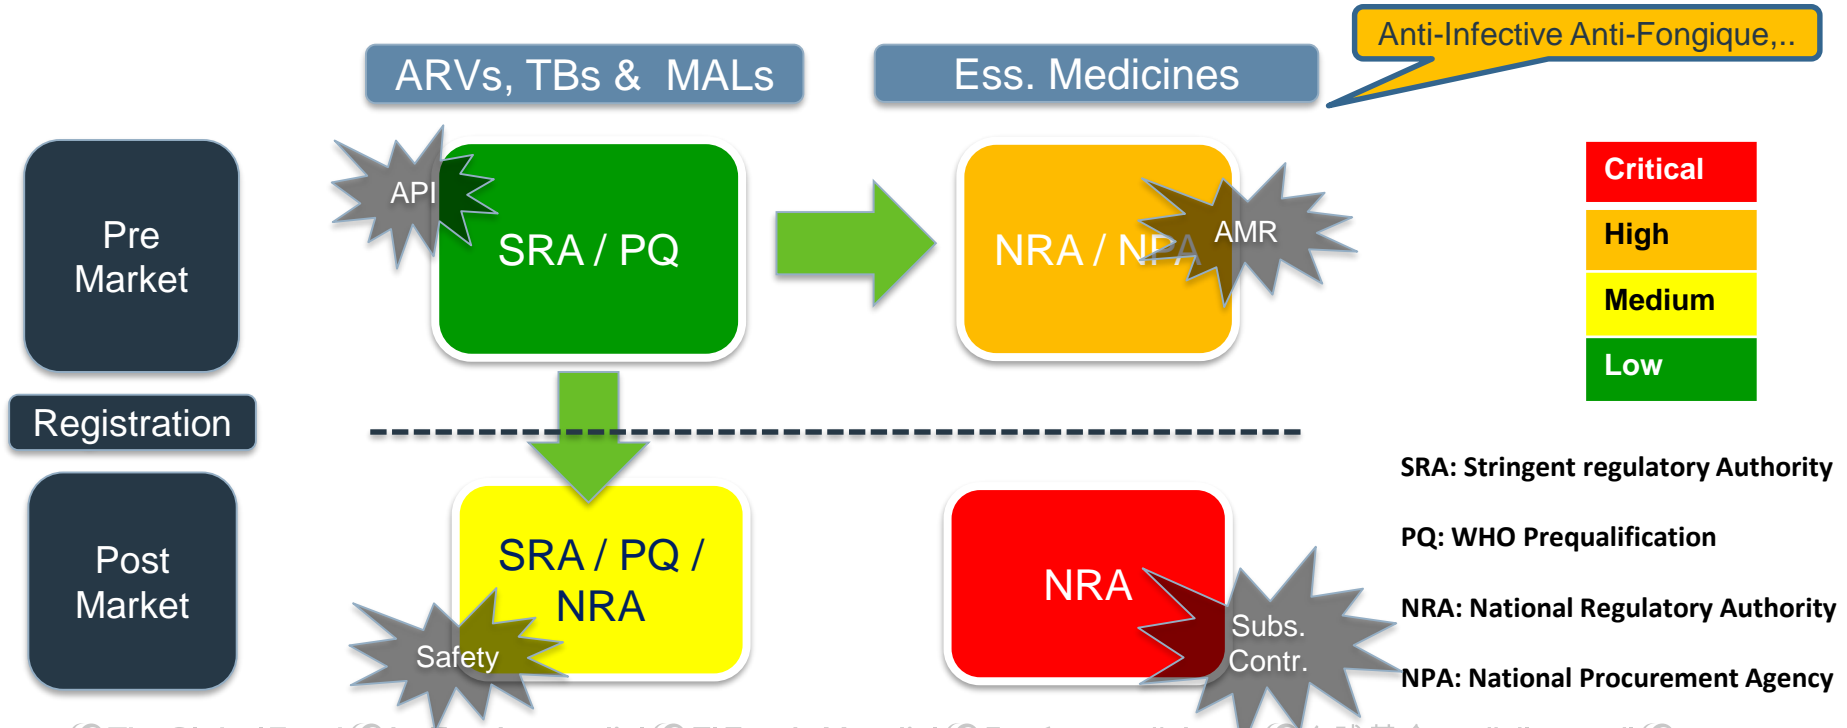 Anti-Infective Anti-Fongique,..
ARVs, TBs & MALs
Ess. Medicines
Pre
Market
API
SRA / PQ
NRA / NPA
AMR
Critical
High
Medium
Low
Registration
Post
Market
SRA / PQ /
NRA
Safety
NRA
Subs.
Contr.
SRA: Stringent regulatory Authority
PQ: WHO Prequalification
NRA: National Regulatory Authority
NPA: National Procurement Agency